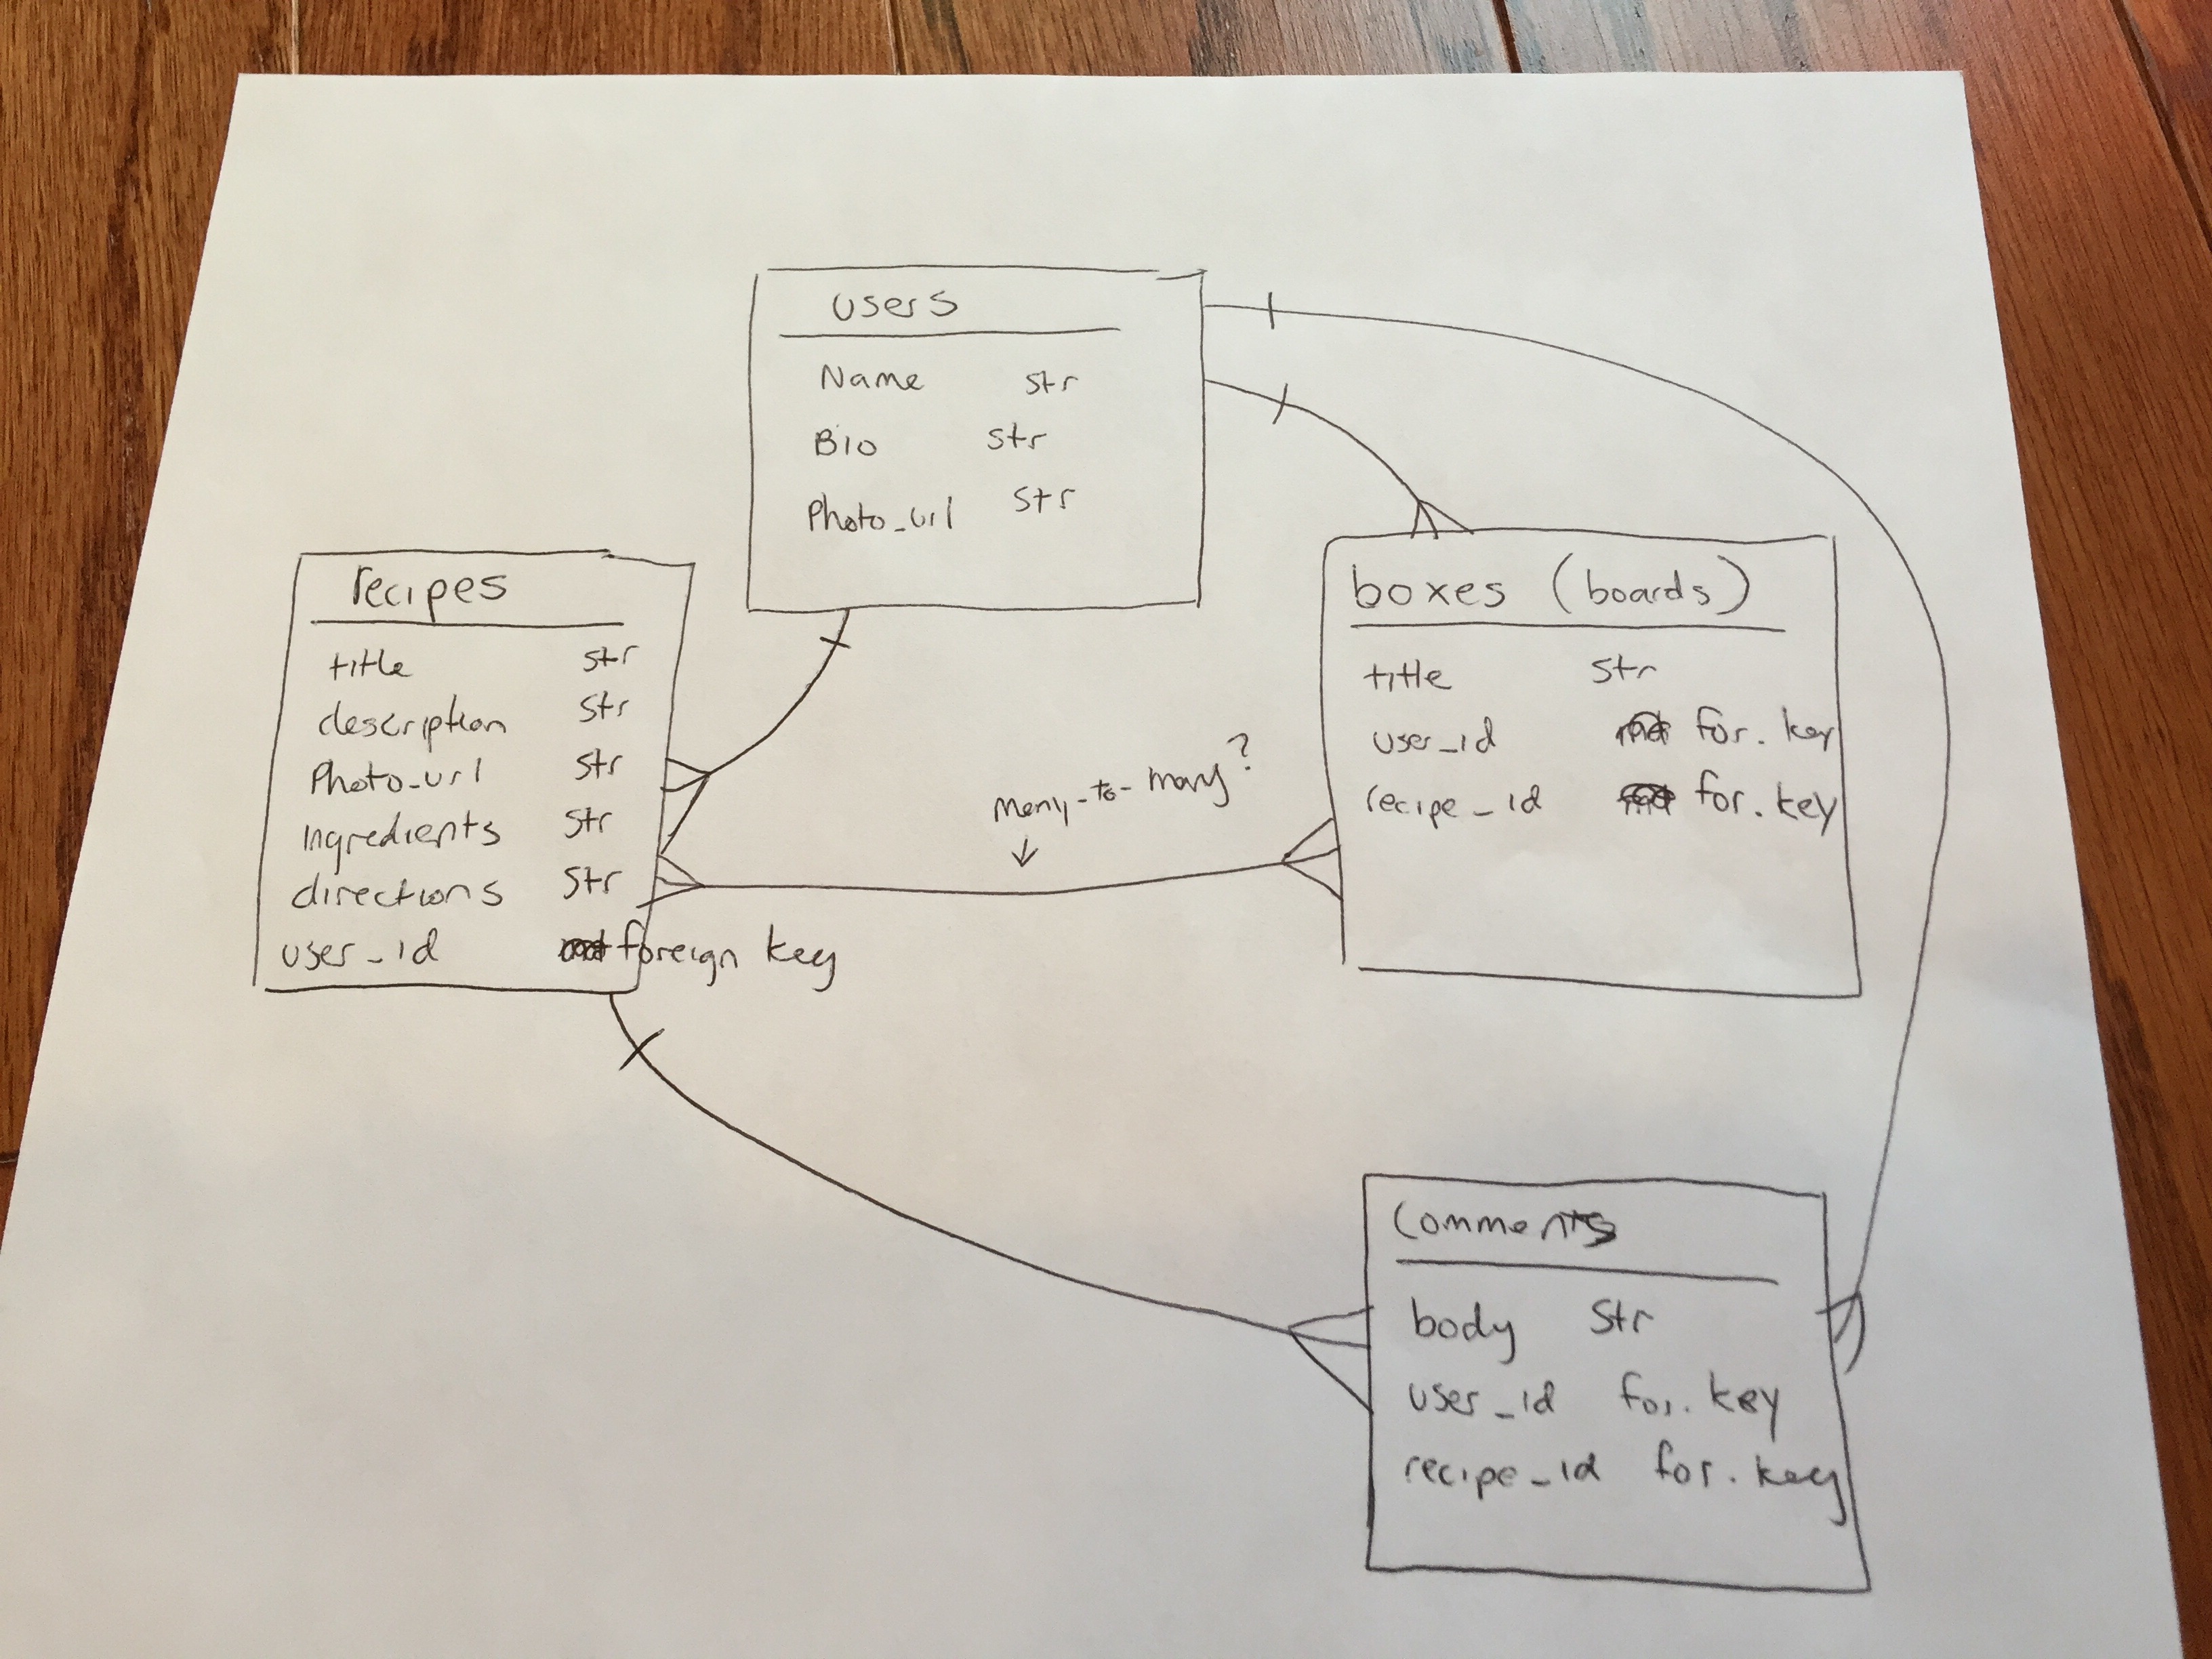 users
Name str
Bio str
Photo_url str
recipes
title str
description str
Photo_url str
Ingredients str
directions str
user_id foreign key
boxes (boards)
title str
user_id for. key
recipe_id for. key
many-to-many?
Comments
body Str
user_id for. key
recipe_id for. key